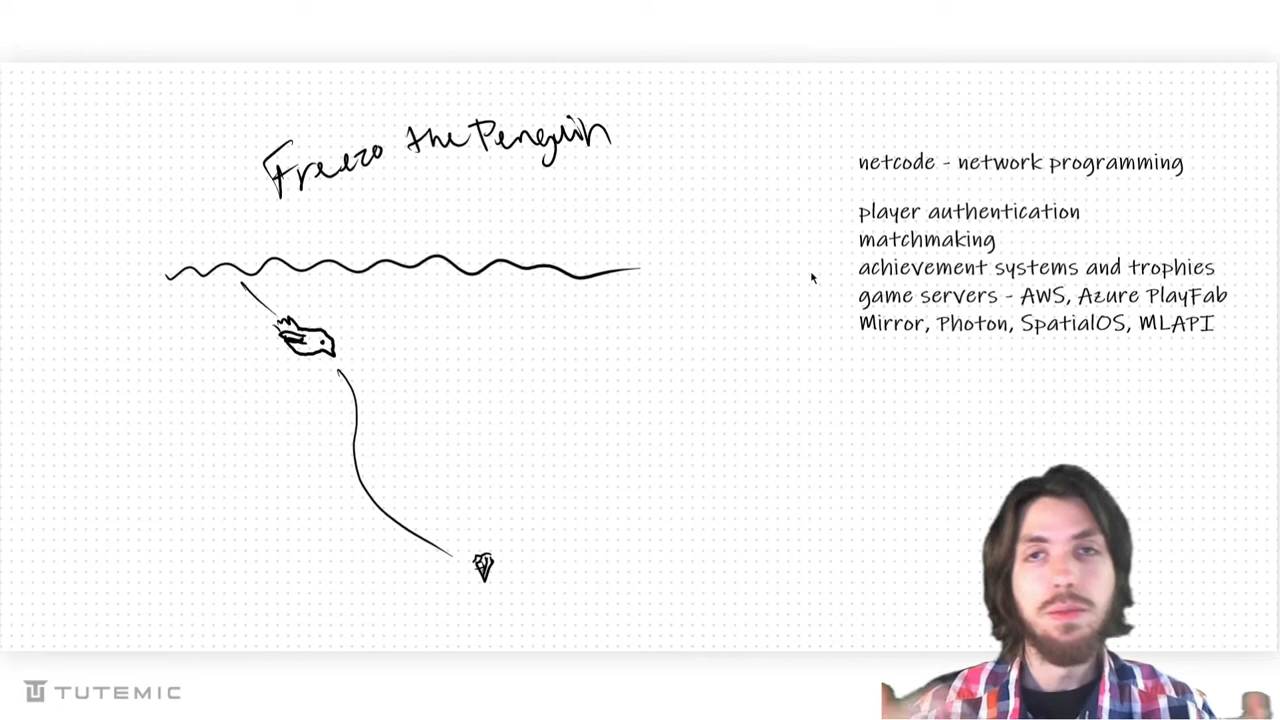 Freezo the Penguin
netcode - network programming
player authentication
matchmaking
achievement systems and trophies
game servers - AWS, Azure PlayFab
Mirror, Photon, SpatialOS, MLAPI
TUTEMIC